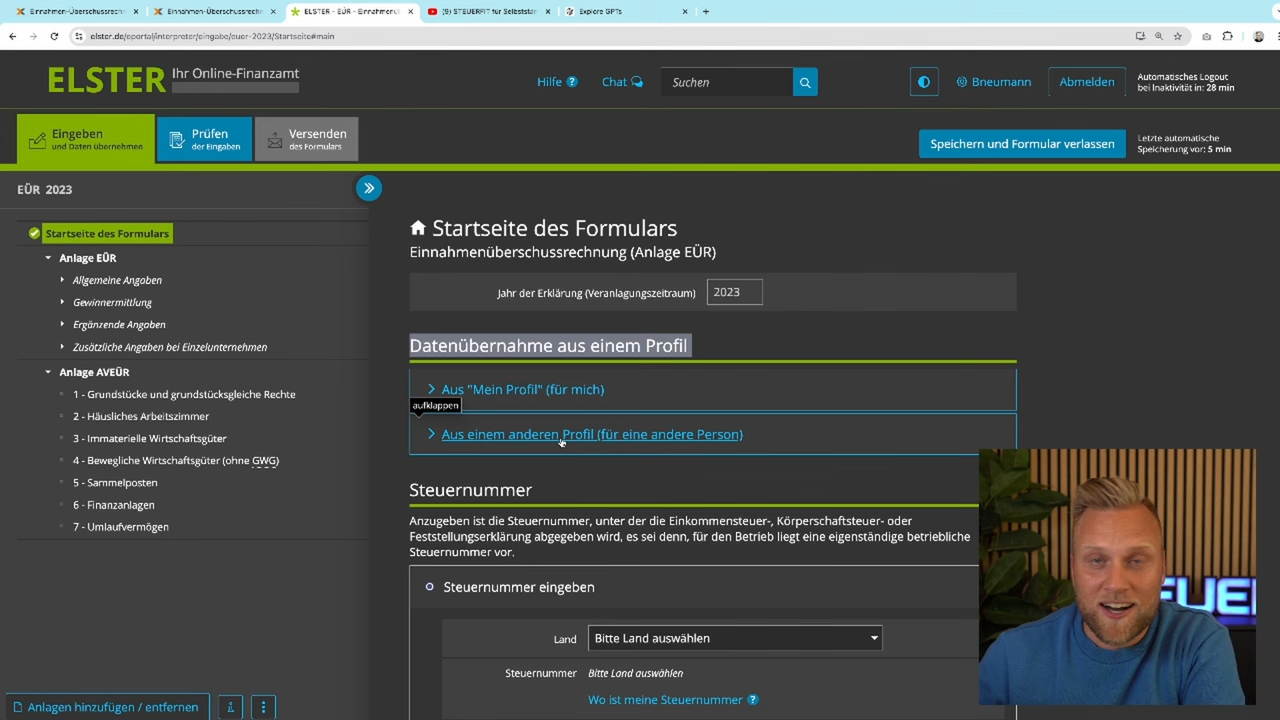 Einnahmen-Überschussrechn
Einnahmen-Überschussrechn
ELSTER - EÜR - Einnahmenü
(9) STEUERFIT für Selbststän
Explore GPTs
elster.de/eportal/interpreter/eingabe/euer-2023/Startseite#main
ELSTER Ihr Online-Finanzamt
Hilfe ?
Chat
Suchen
Bneumann
Abmelden
Automatisches Logout
bei Inaktivität in: 28 min
Eingeben
und Daten übernehmen
Prüfen
der Eingaben
Versenden
des Formulars
Speichern und Formular verlassen
Letzte automatische
Speicherung vor: 5 min
EÜR 2023
Startseite des Formulars
Anlage EÜR
Allgemeine Angaben
Gewinnermittlung
Ergänzende Angaben
Zusätzliche Angaben bei Einzelunternehmen
Anlage AVEÜR
1 - Grundstücke und grundstücksgleiche Rechte
2 - Häusliches Arbeitszimmer
3 - Immaterielle Wirtschaftsgüter
4 - Bewegliche Wirtschaftsgüter (ohne GWG)
5 - Sammelposten
6 - Finanzanlagen
7 - Umlaufvermögen
Anlagen hinzufügen / entfernen
i
Startseite des Formulars
Einnahmenüberschussrechnung (Anlage EÜR)
Jahr der Erklärung (Veranlagungszeitraum) 2023
Datenübernahme aus einem Profil
Aus "Mein Profil" (für mich)
aufklappen
Aus einem anderen Profil (für eine andere Person)
Steuernummer
Anzugeben ist die Steuernummer, unter der die Einkommensteuer-, Körperschaftsteuer- oder
Feststellungserklärung abgegeben wird, es sei denn, für den Betrieb liegt eine eigenständige betriebliche
Steuernummer vor.
Steuernummer eingeben
Land Bitte Land auswählen
Steuernummer Bitte Land auswählen
Wo ist meine Steuernummer ?